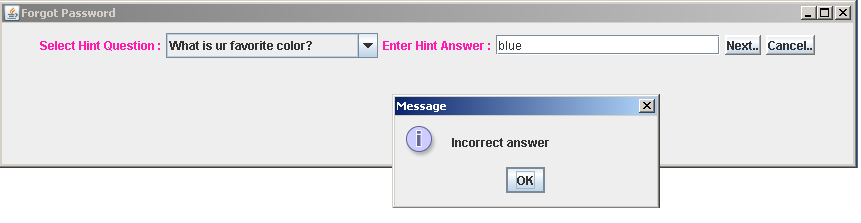 Forgot Password
Select Hint Question : What is ur favorite color? Enter Hint Answer : blue Next.. Cancel..
Message
Incorrect answer
OK